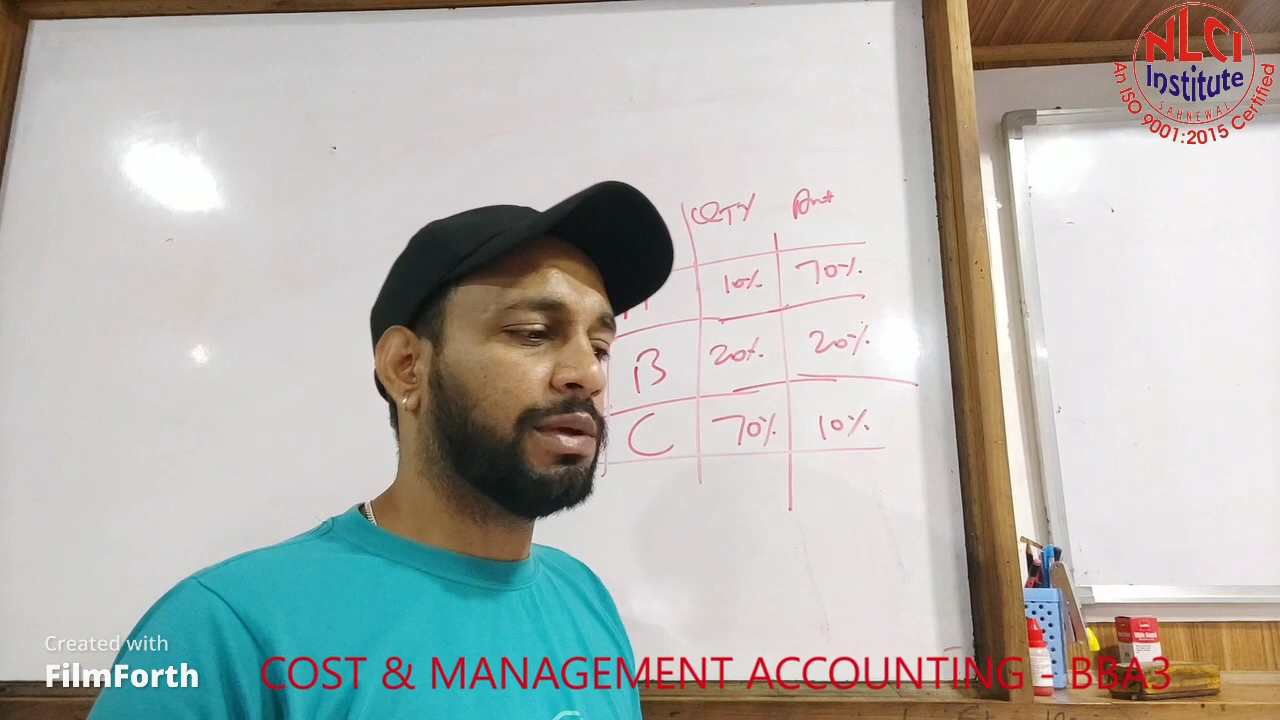 NLCI
Institute
SAHNEWAL
An ISO 9001:2015 Certified
QTY Amt
10% 70%
B 20% 20%
C 70% 10%
Created with
FilmForth
COST & MANAGEMENT ACCOUNTING - BBA3